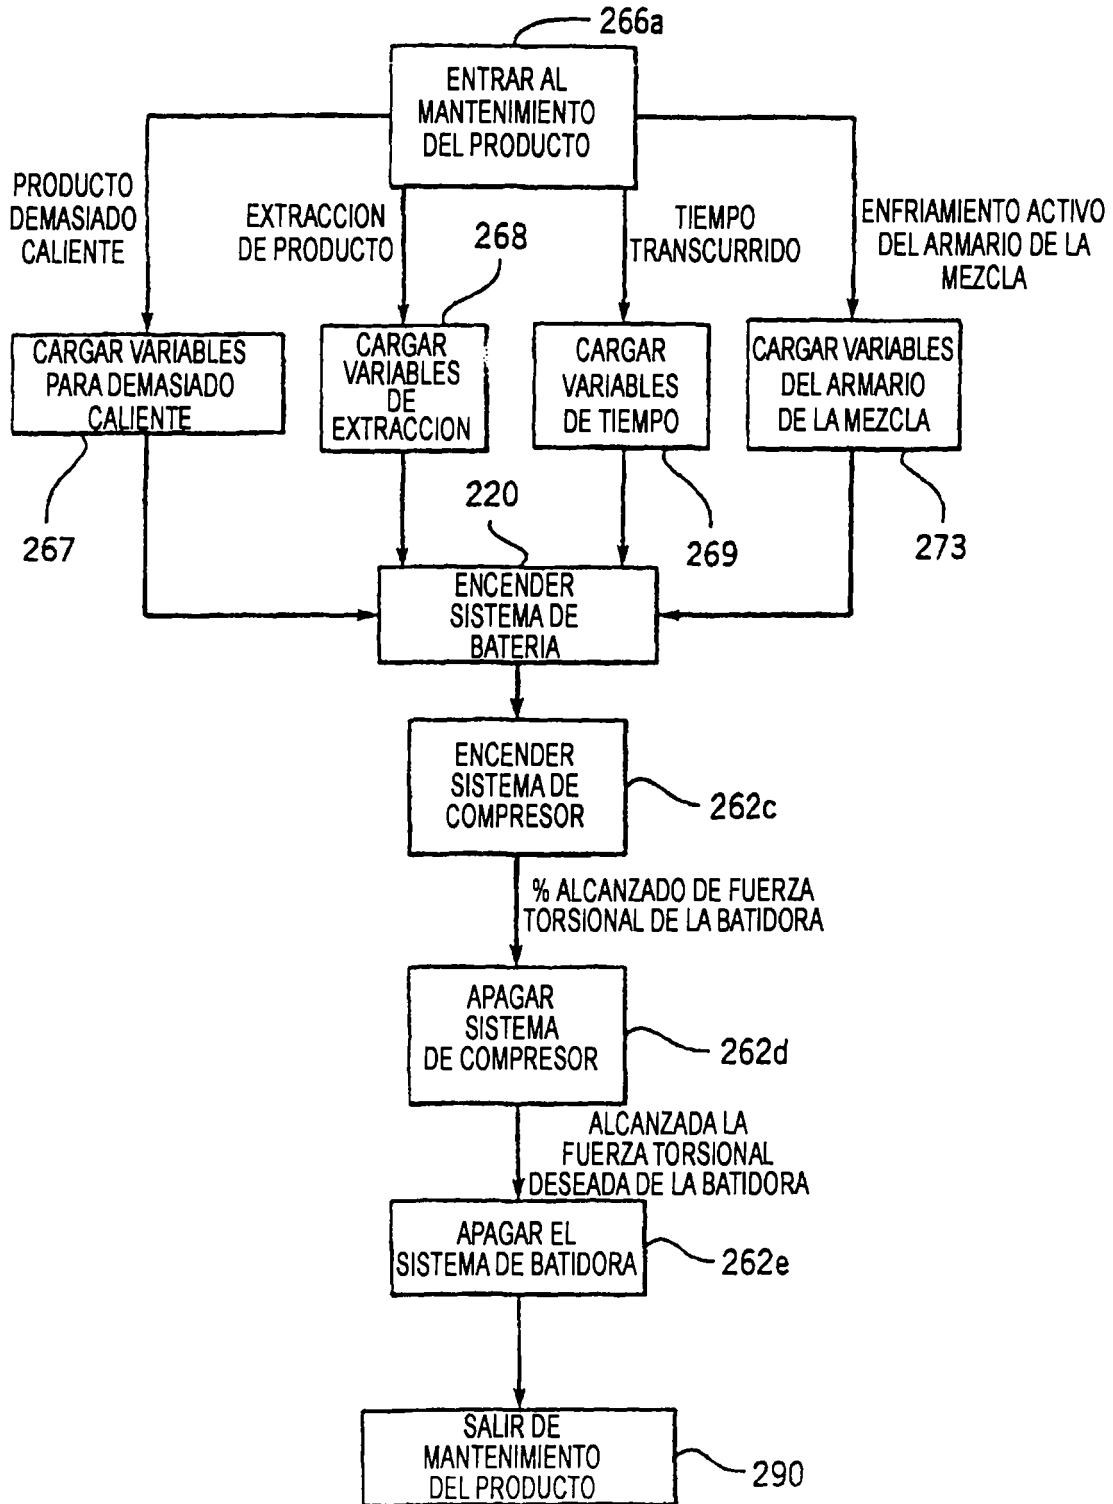 266a
ENTRAR AL
MANTENIMIENTO
DEL PRODUCTO
PRODUCTO
DEMASIADO
CALIENTE
EXTRACCION
DE PRODUCTO
268
TIEMPO
TRANSCURRIDO
ENFRIAMIENTO ACTIVO
DEL ARMARIO DE LA
MEZCLA
CARGAR VARIABLES
PARA DEMASIADO
CALIENTE
CARGAR
VARIABLES
DE
EXTRACCION
CARGAR
VARIABLES
DE TIEMPO
CARGAR VARIABLES
DEL ARMARIO
DE LA MEZCLA
267
220
269
273
ENCENDER
SISTEMA DE
BATERIA
ENCENDER
SISTEMA DE
COMPRESOR
262c
% ALCANZADO DE FUERZA
TORSIONAL DE LA BATIDORA
APAGAR
SISTEMA
DE COMPRESOR
262d
ALCANZADA LA
FUERZA TORSIONAL
DESEADA DE LA BATIDORA
APAGAR EL
SISTEMA DE BATIDORA
262e
SALIR DE
MANTENIMIENTO
DEL PRODUCTO
290